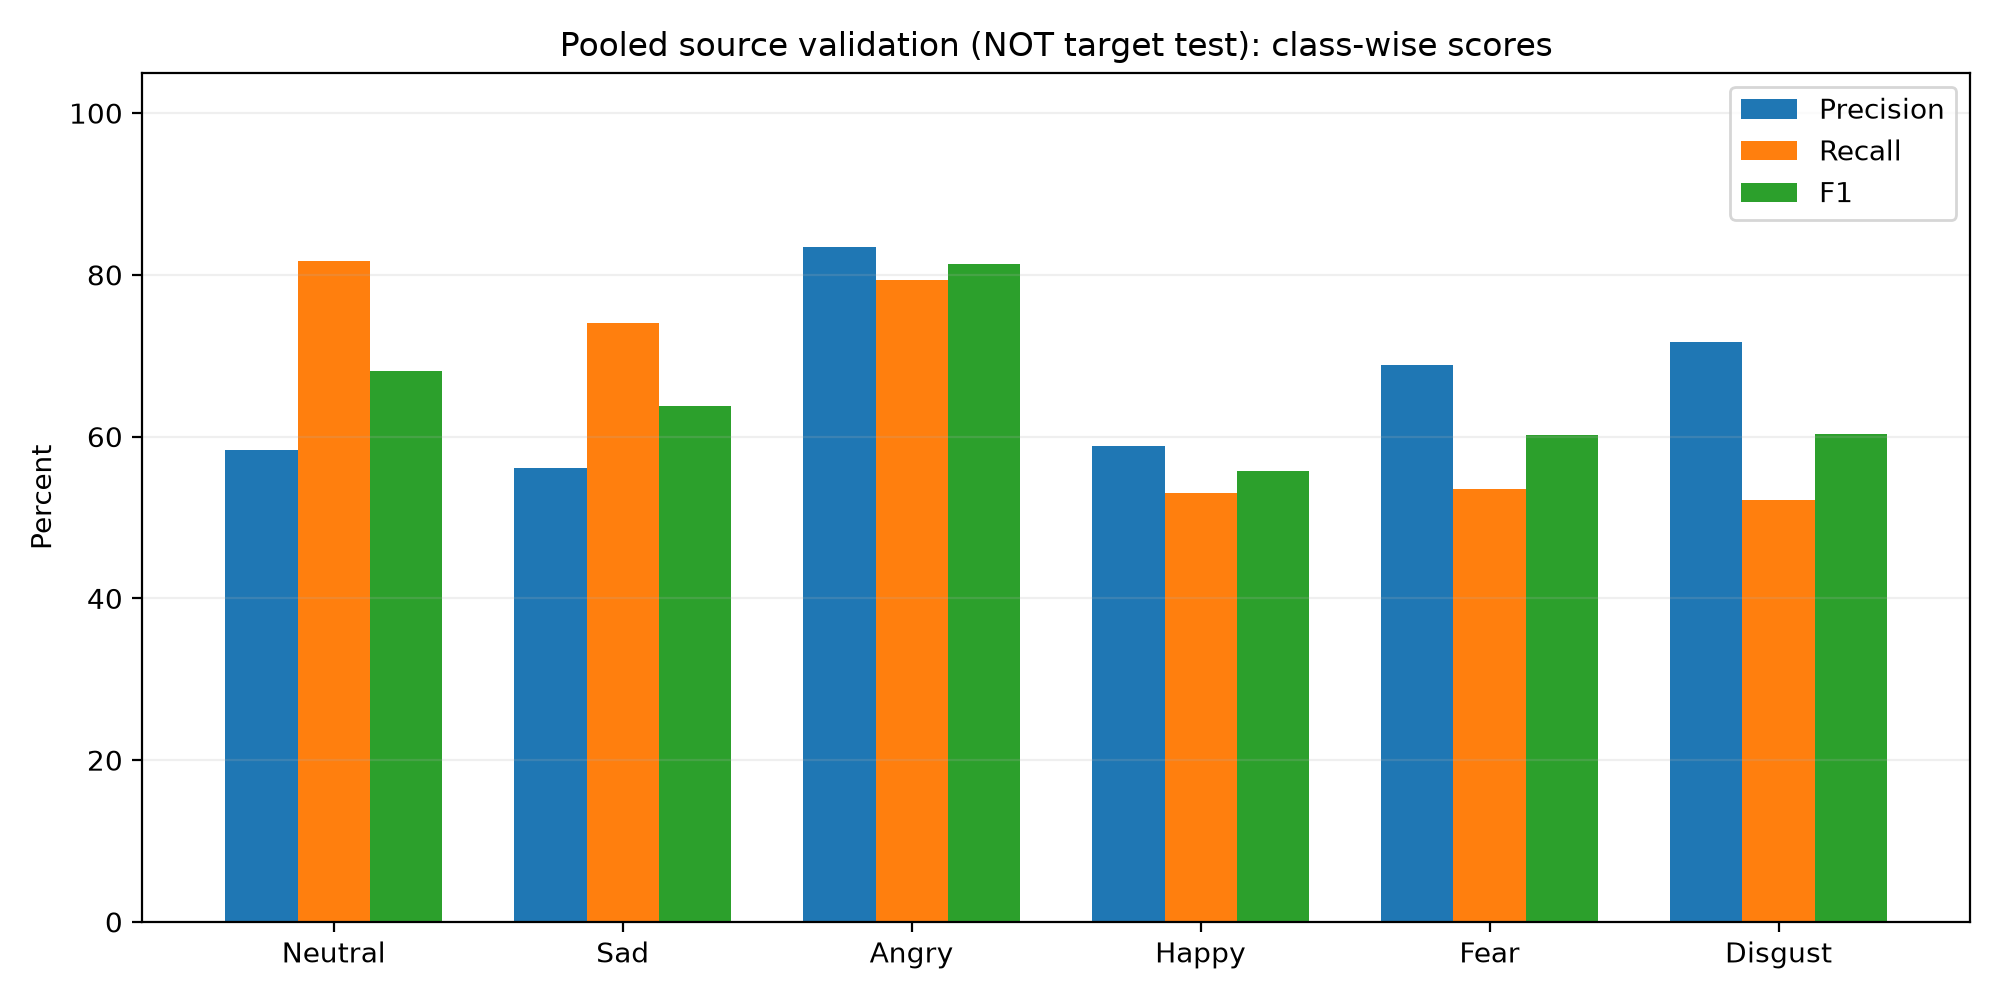 Pooled source validation (NOT target test): class-wise scores
Precision
Recall
F1
Percent
100
80
60
40
20
0
Neutral
Sad
Angry
Happy
Fear
Disgust